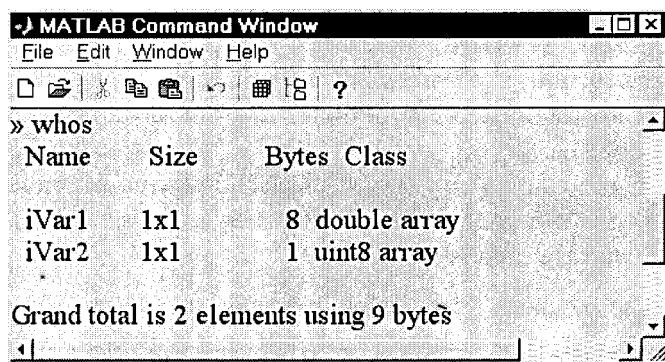 MATLAB Command Window
File Edit Window Help
?
» whos
Name Size Bytes Class
iVar1 1x1 8 double array
iVar2 1x1 1 uint8 array
Grand total is 2 elements using 9 bytes